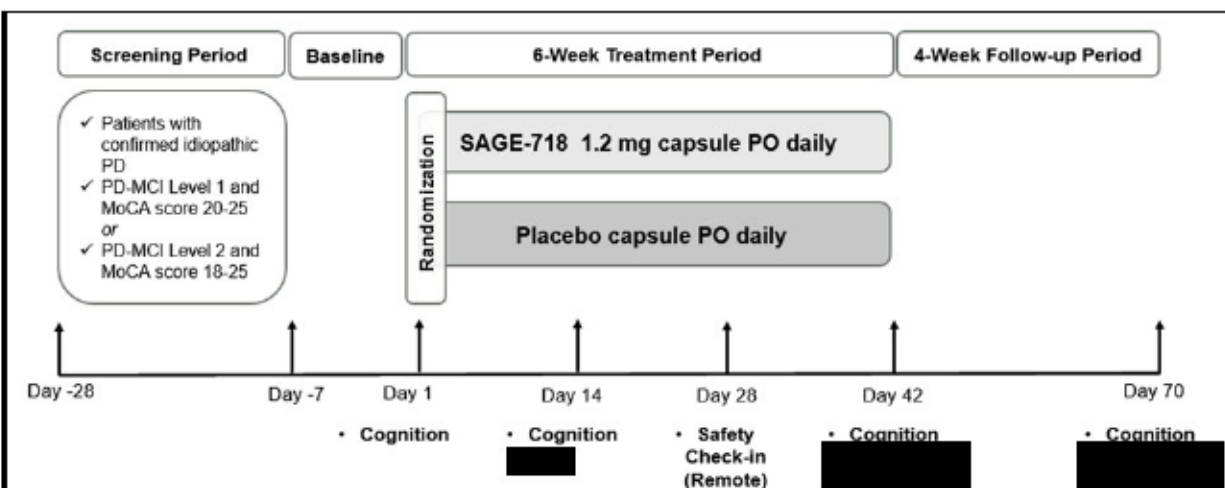 Screening Period
Baseline
6-Week Treatment Period
4-Week Follow-up Period
✓ Patients with
confirmed idiopathic
PD
✓ PD-MCI Level 1 and
MoCA score 20-25
or
✓ PD-MCI Level 2 and
MoCA score 18-25
Randomization
SAGE-718 1.2 mg capsule PO daily
Placebo capsule PO daily
Day -28
Day -7
Day 1
Day 14
Day 28
Day 42
Day 70
• Cognition
• Cognition
• Safety
Check-in
(Remote)
• Cognition
• Cognition